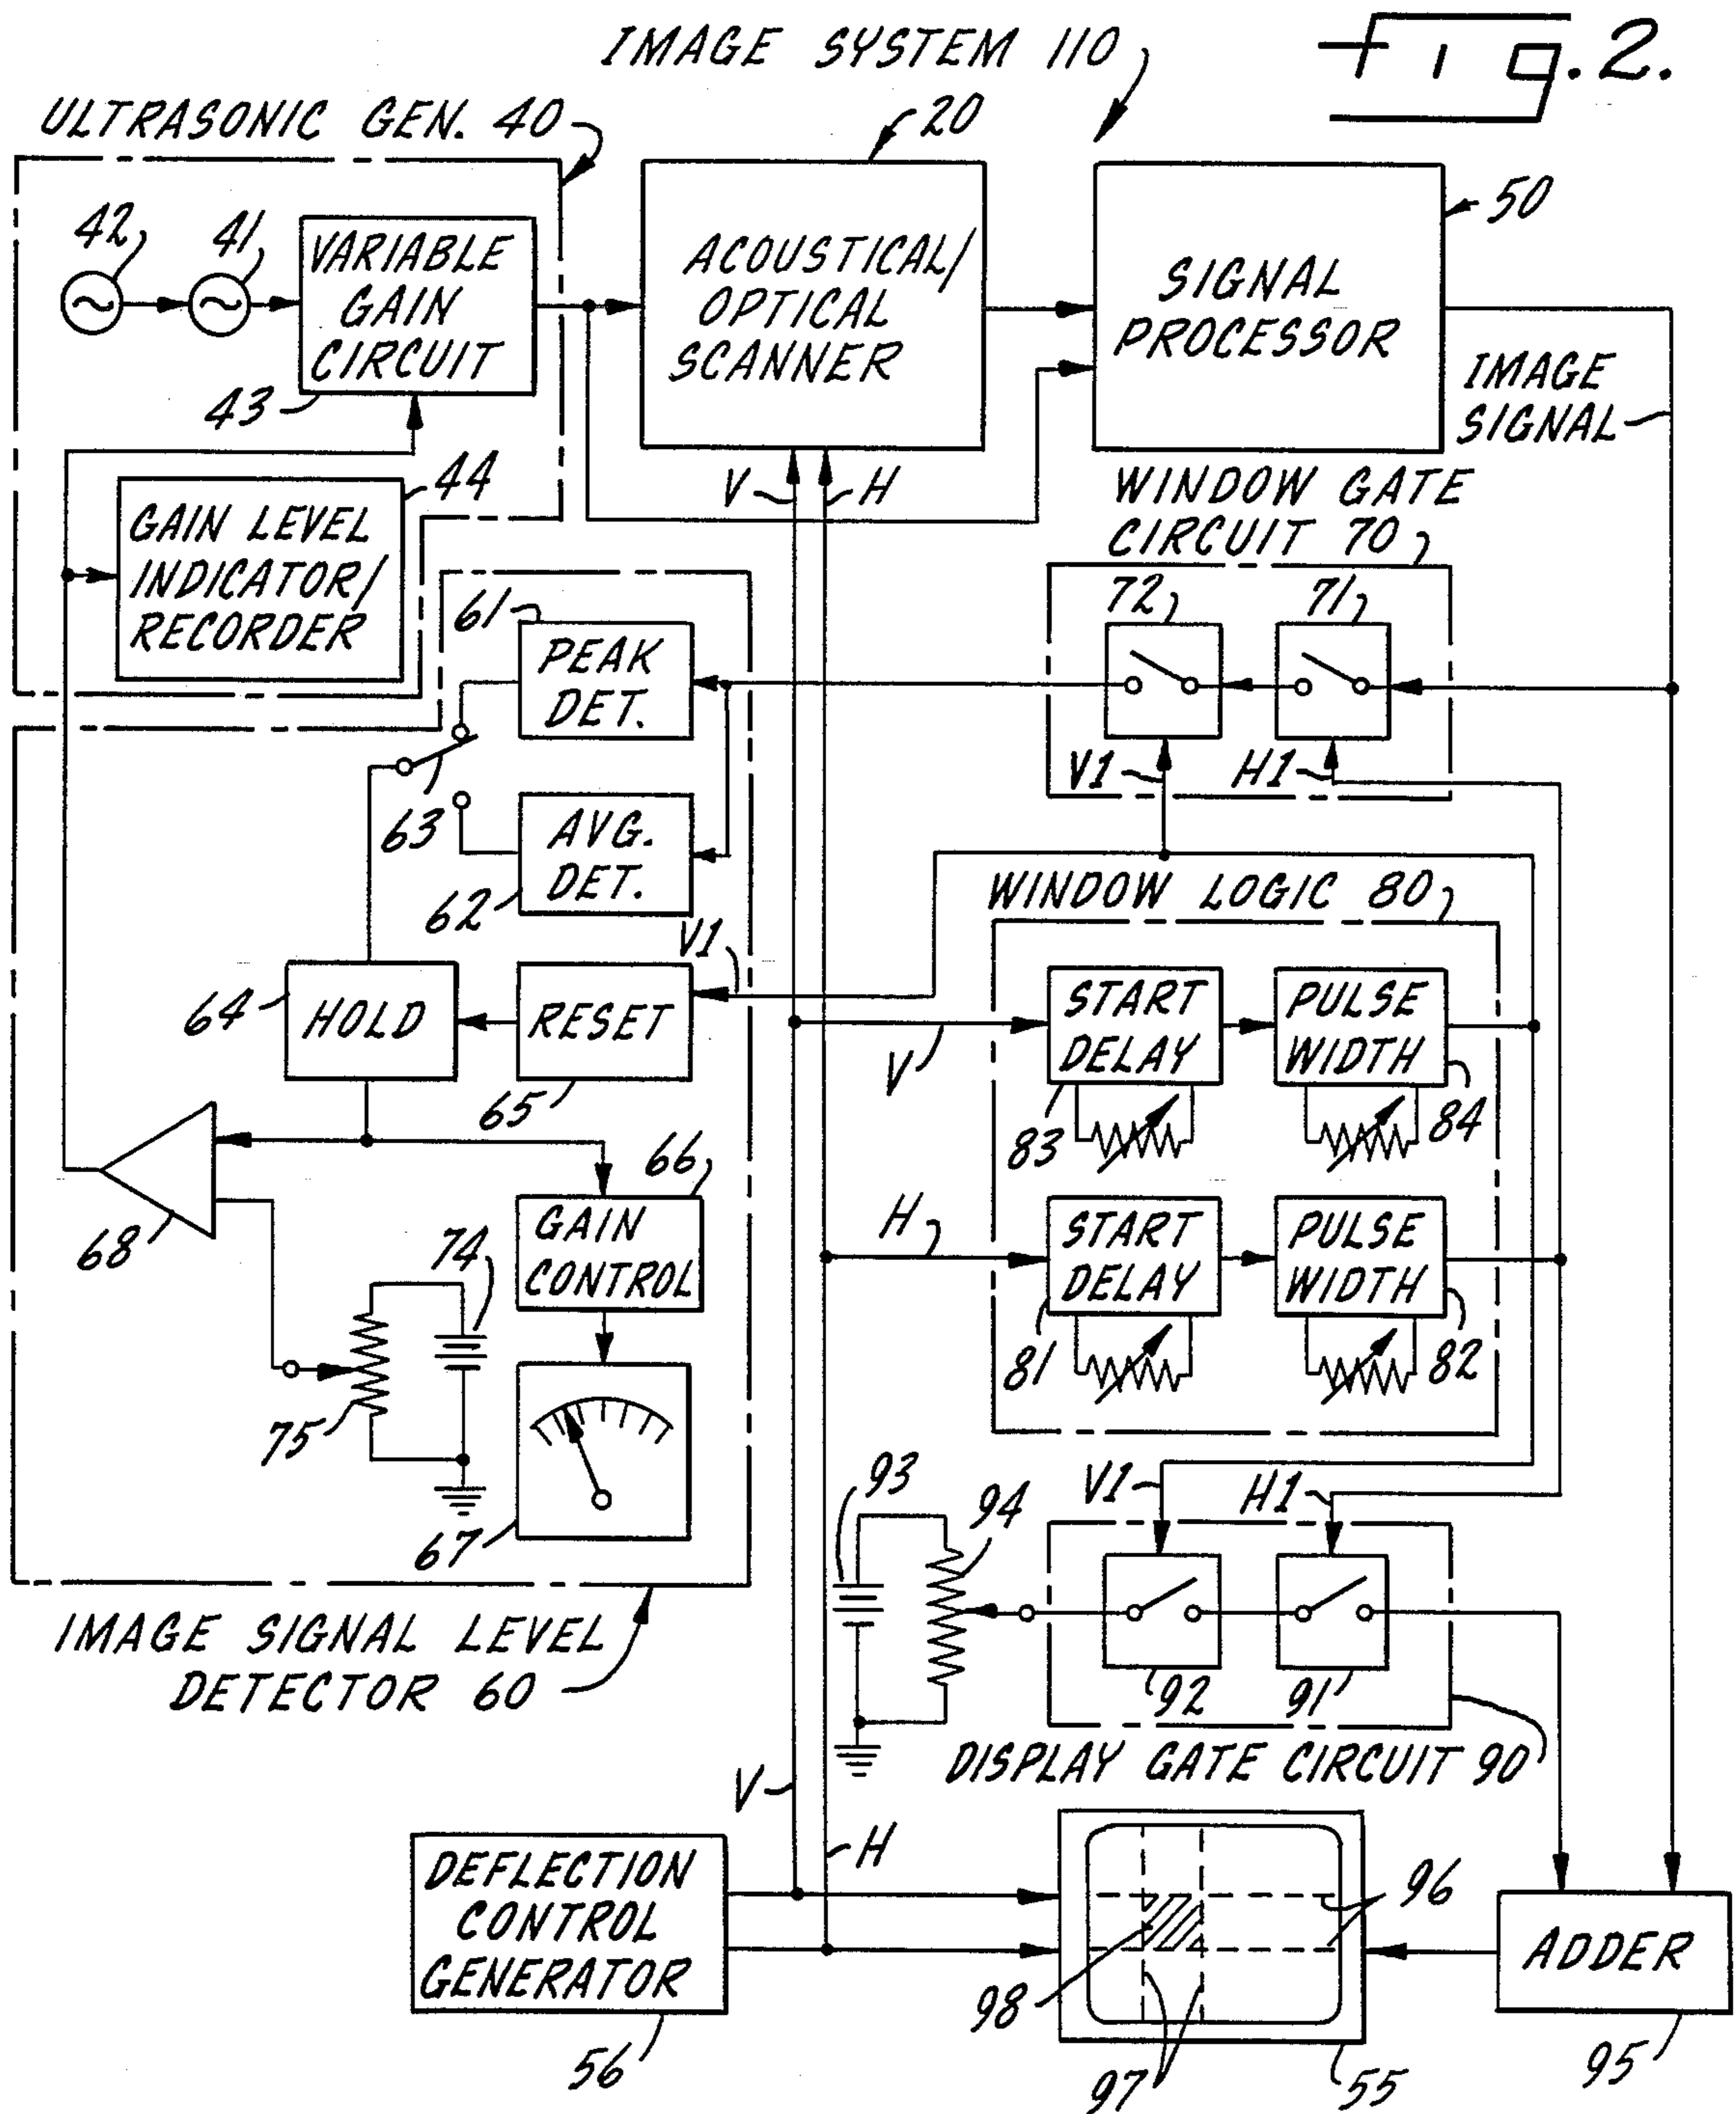 IMAGE SYSTEM 110
Fig. 2.
ULTRASONIC GEN. 40
20
50
42
41
VARIABLE
GAIN
CIRCUIT
43
ACOUSTICAL/
OPTICAL
SCANNER
SIGNAL
PROCESSOR
IMAGE
SIGNAL
44
GAIN LEVEL
INDICATOR/
RECORDER
V
H
WINDOW GATE
CIRCUIT 70
72
71
61
PEAK
DET.
63
V1
H1
AVG.
DET.
62
WINDOW LOGIC 80
V1
64
HOLD
RESET
65
START
DELAY
PULSE
WIDTH
V
83
84
68
66
GAIN
CONTROL
H
START
DELAY
PULSE
WIDTH
81
82
74
75
67
93
94
V1
H1
92
91
IMAGE SIGNAL LEVEL
DETECTOR 60
DISPLAY GATE CIRCUIT 90
V
H
DEFLECTION
CONTROL
GENERATOR
56
96
98
97
55
ADDER
95